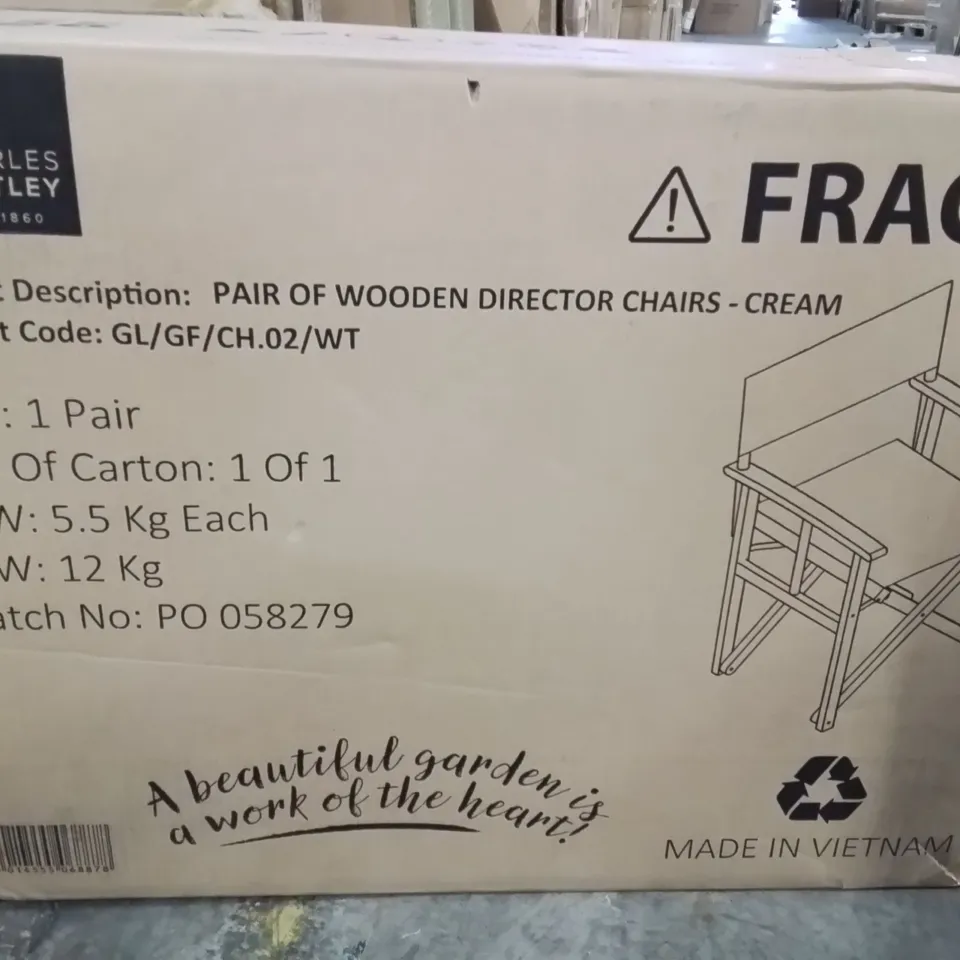 RLES
TLEY
1860
FRAG
t Description: PAIR OF WOODEN DIRECTOR CHAIRS - CREAM
t Code: GL/GF/CH.02/WT
: 1 Pair
Of Carton: 1 Of 1
W: 5.5 Kg Each
W: 12 Kg
atch No: PO 058279
A beautiful garden is
a work of the heart!
MADE IN VIETNAM